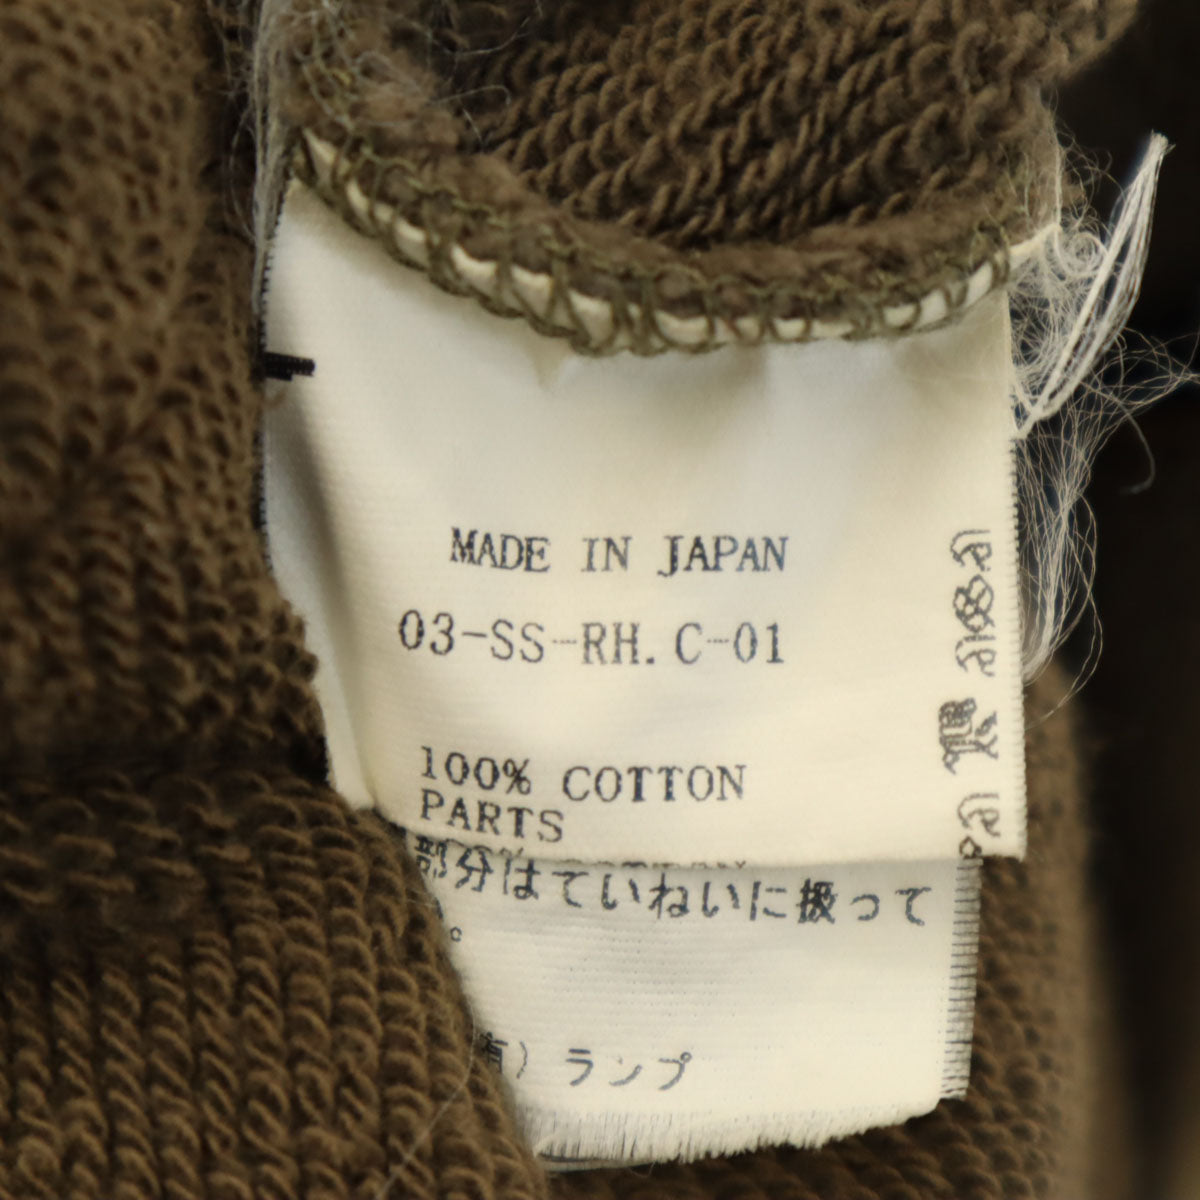 MADE IN JAPAN
03-SS-RH.C-01
100% COTTON
PARTS
部分はていねいに扱って
。
有）ランプ